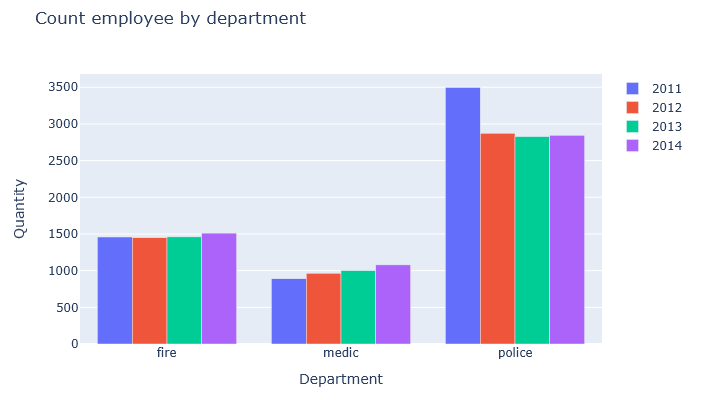 Count employee by department
Quantity
3500
3000
2500
2000
1500
1000
500
0
fire
medic
police
Department
2011
2012
2013
2014